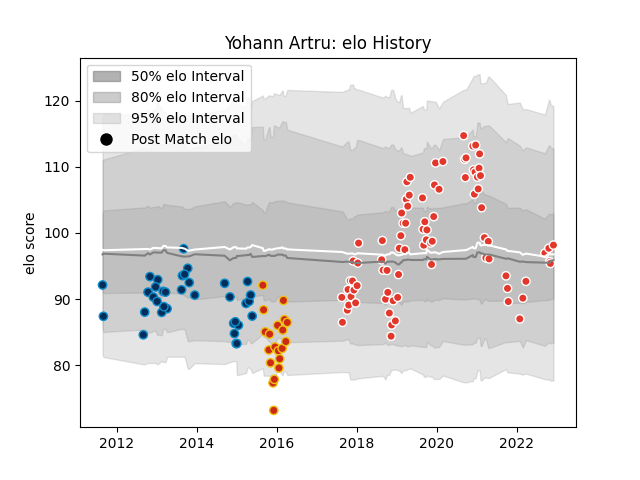 Yohann Artru: elo History
50% elo Interval
80% elo Interval
95% elo Interval
Post Match elo
elo score
120
110
100
90
80
2012 2014 2016 2018 2020 2022